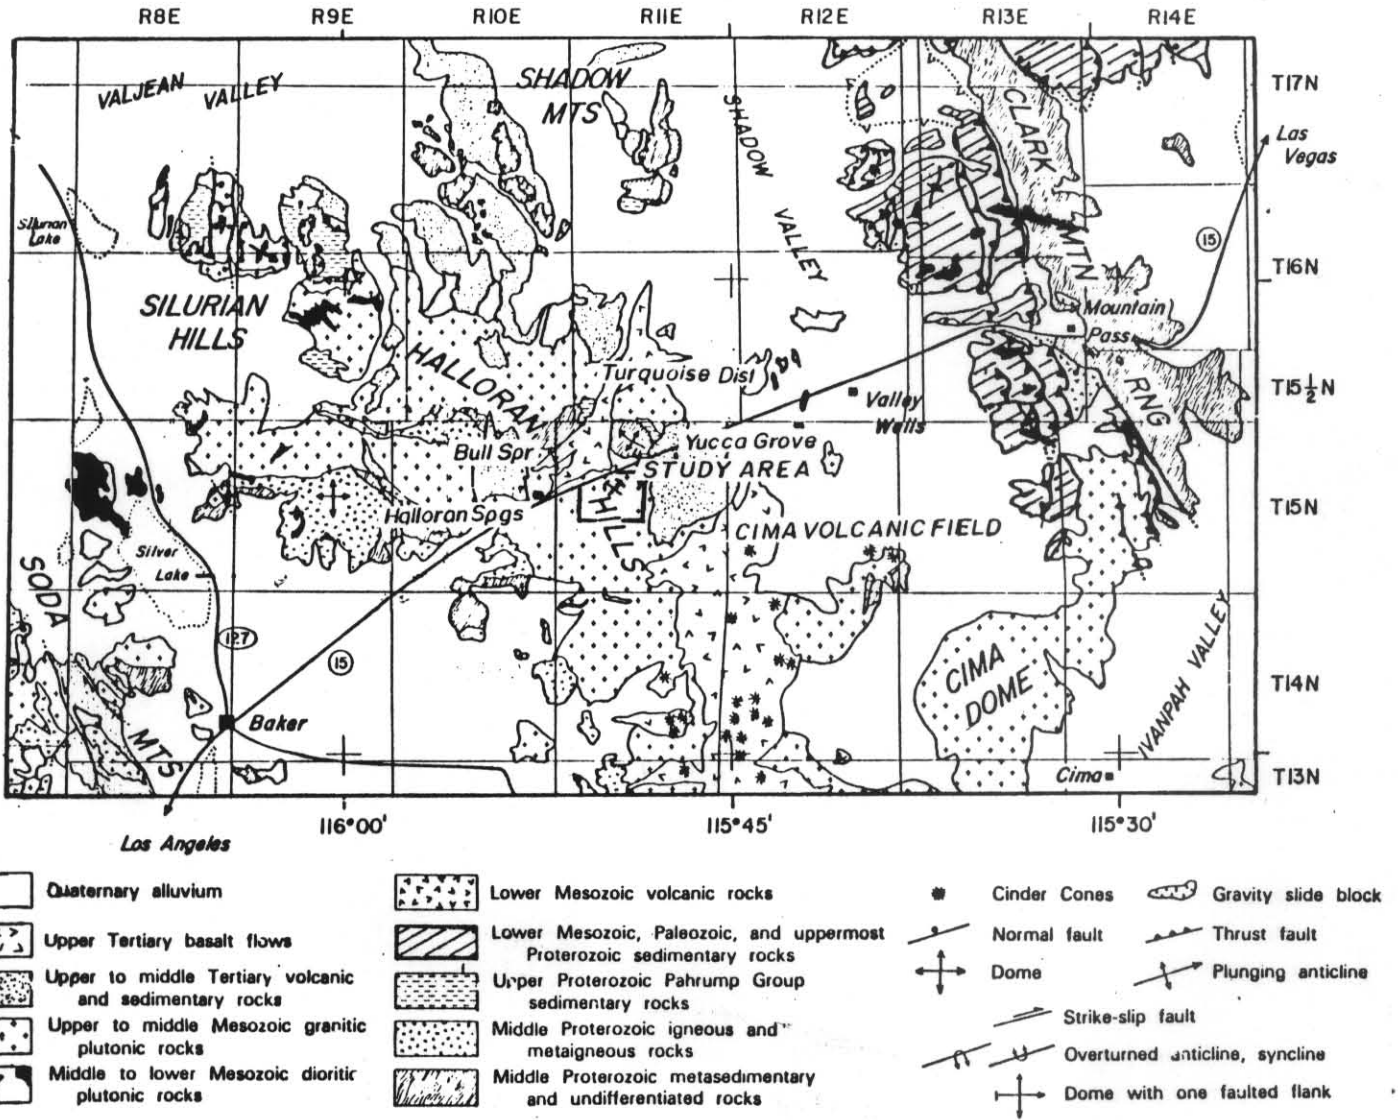 R8E R9E R10E R11E R12E R13E R14E
VALJEAN VALLEY
SHADOW
MTS
SHADOW VALLEY
CLARK MTN RNG
T17N
Las
Vegas
Silurian
Lake
15
T16N
SILURIAN
HILLS
Mountain
Pass
HALLORAN HILLS
Turquoise Dist
T15½N
Valley
Wells
Bull Spr
Yucca Grove
STUDY AREA
Halloran Spgs
T15N
CIMA VOLCANIC FIELD
Silver
Lake
SODA MTS
127
15
CIMA
DOME
IVANPAH VALLEY
T14N
Baker
Cima
T13N
116°00' 115°45' 115°30'
Los Angeles
Quaternary alluvium
Upper Tertiary basalt flows
Upper to middle Tertiary volcanic
and sedimentary rocks
Upper to middle Mesozoic granitic
plutonic rocks
Middle to lower Mesozoic dioritic
plutonic rocks
Lower Mesozoic volcanic rocks
Lower Mesozoic, Paleozoic, and uppermost
Proterozoic sedimentary rocks
Upper Proterozoic Pahrump Group
sedimentary rocks
Middle Proterozoic igneous and
metaigneous rocks
Middle Proterozoic metasedimentary
and undifferentiated rocks
Cinder Cones
Normal fault
Dome
Gravity slide block
Thrust fault
Plunging anticline
Strike-slip fault
Overturned anticline, syncline
Dome with one faulted flank